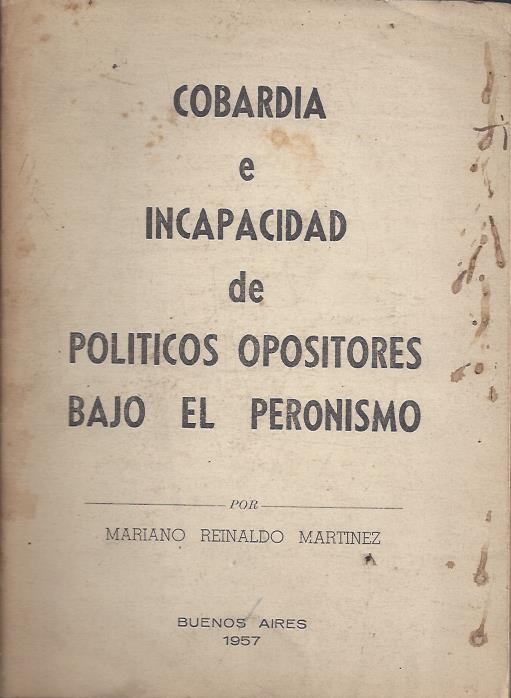 COBARDIA
e
INCAPACIDAD
de
POLITICOS OPOSITORES
BAJO EL PERONISMO
POR
MARIANO REINALDO MARTINEZ
BUENOS AIRES
1957